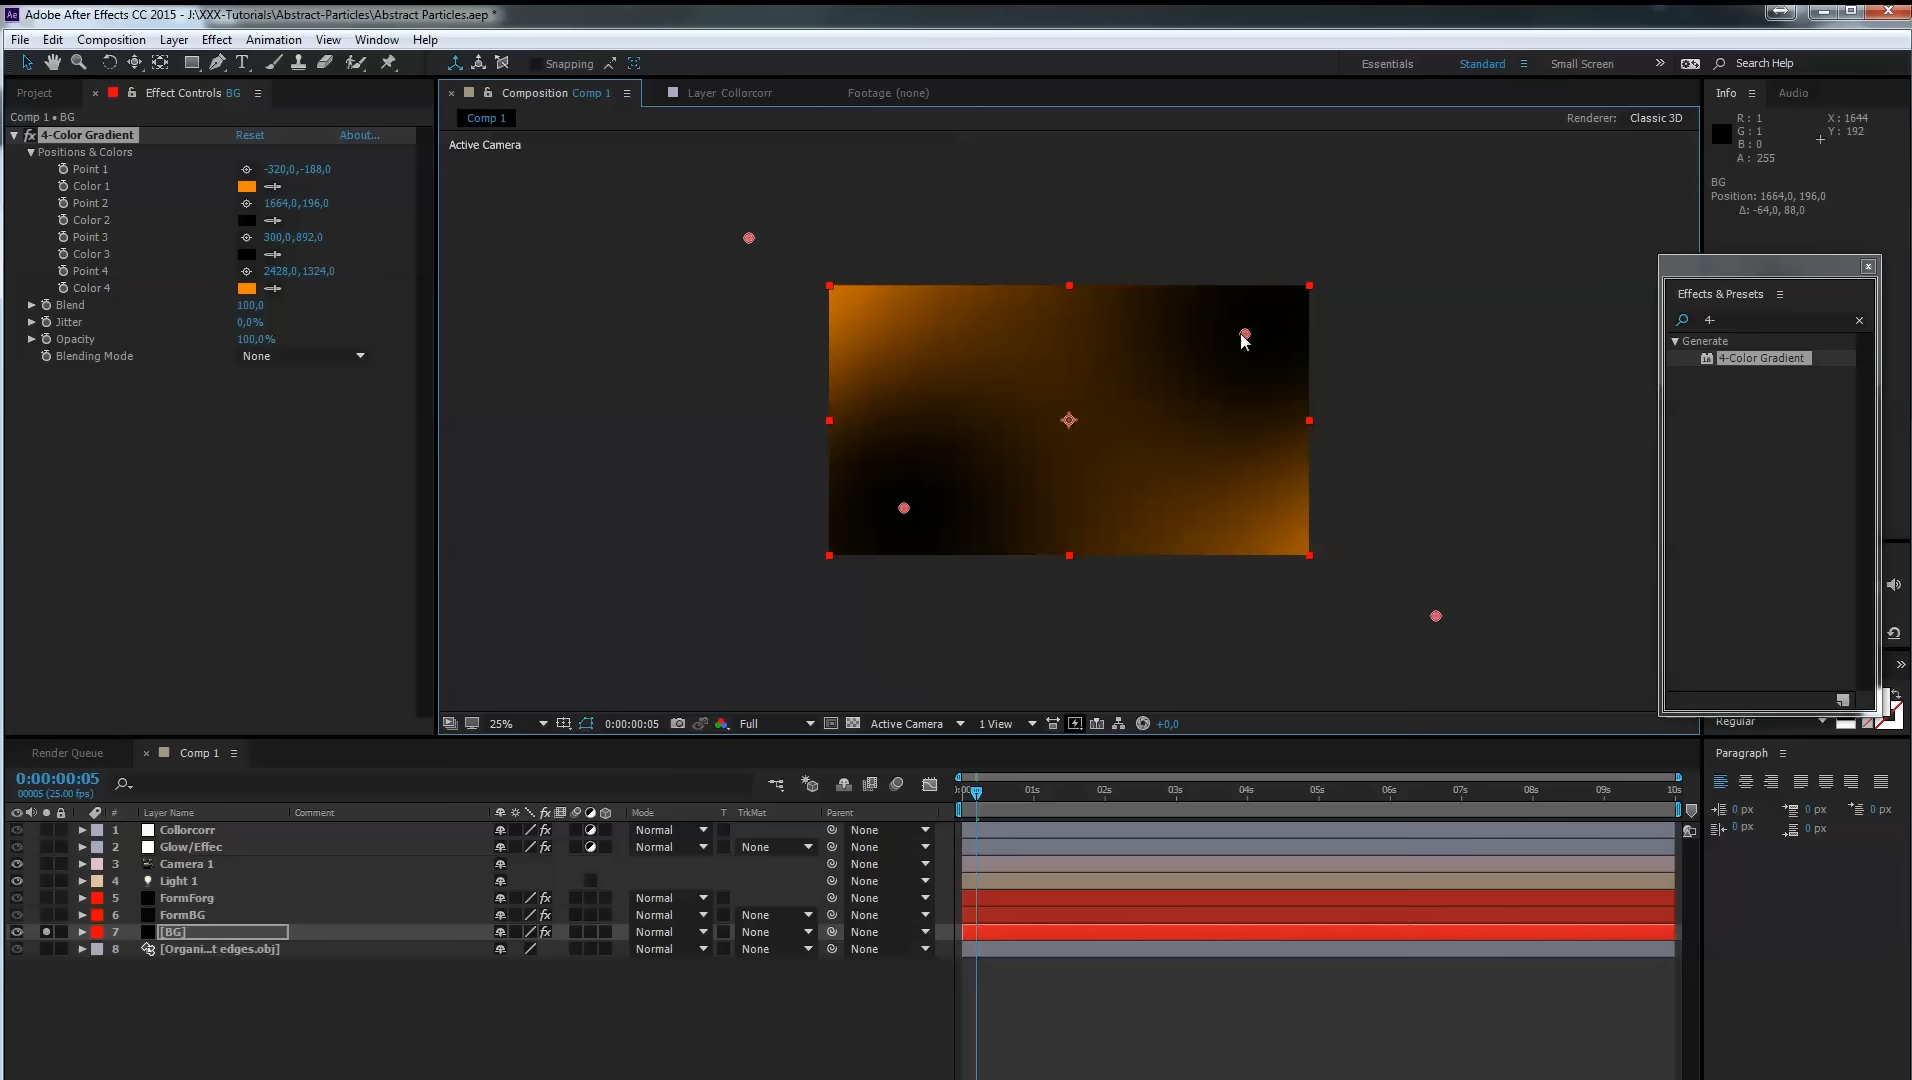 Adobe After Effects CC 2015 - J:\XXX-Tutorials\Abstract-Particles\Abstract Particles.aep *
File Edit Composition Layer Effect Animation View Window Help
Snapping Essentials Standard Small Screen Search Help
Project Effect Controls BG Composition Comp 1 Layer Collorcorr Footage (none) Info Audio
Comp 1 • BG
Comp 1 Renderer: Classic 3D
R: 1 X: 1644
G: 1 Y: 192
B: 0
A: 255
4-Color Gradient Reset About...
Active Camera
Positions & Colors
Point 1 -320,0,-188,0
Color 1
Point 2 1664,0,196,0
Color 2
Point 3 300,0,892,0
Color 3
Point 4 2428,0,1324,0
Color 4
Blend 100,0
Jitter 0,0%
Opacity 100,0%
Blending Mode None
BG
Position: 1664,0, 196,0
Δ: -64,0, 88,0
Effects & Presets
4-
Generate
4-Color Gradient
25% 0:00:00:05 Full Active Camera 1 View +0,0
Regular
Render Queue Comp 1
Paragraph
0:00:00:05
00005 (25.00 fps)
01s 02s 03s 04s 05s 06s 07s 08s 09s 10s
# Layer Name Comment Mode T TrkMat Parent
0 px 0 px 0 px
0 px 0 px
1 Collorcorr Normal None
2 Glow/Effec Normal None None
3 Camera 1 None
4 Light 1 None
5 FormForg Normal None
6 FormBG Normal None None
7 [BG] Normal None None
8 [Organi...t edges.obj] Normal None None